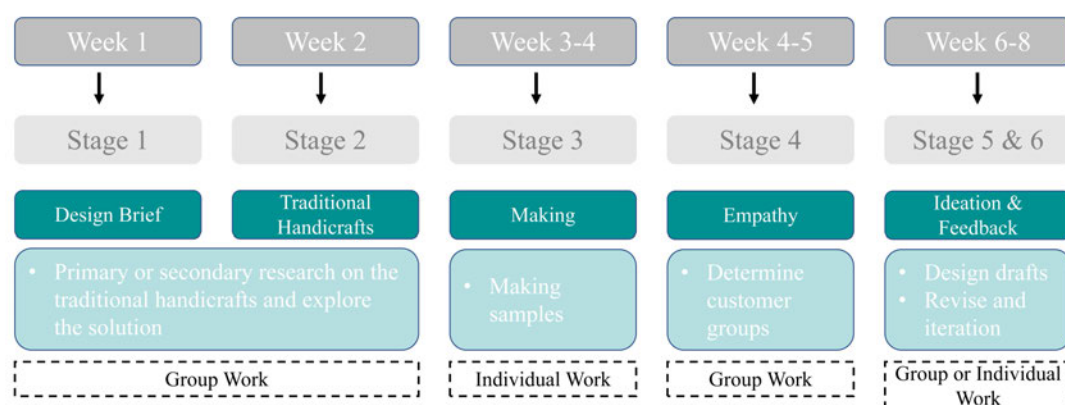 Week 1
Week 2
Week 3-4
Week 4-5
Week 6-8
Stage 1
Stage 2
Stage 3
Stage 4
Stage 5 & 6
Design Brief
Traditional
Handicrafts
Making
Empathy
Ideation &
Feedback
• Primary or secondary research on the
traditional handicrafts and explore
the solution
• Making
samples
• Determine
customer
groups
• Design drafts
• Revise and
iteration
Group Work
Individual Work
Group Work
Group or Individual
Work